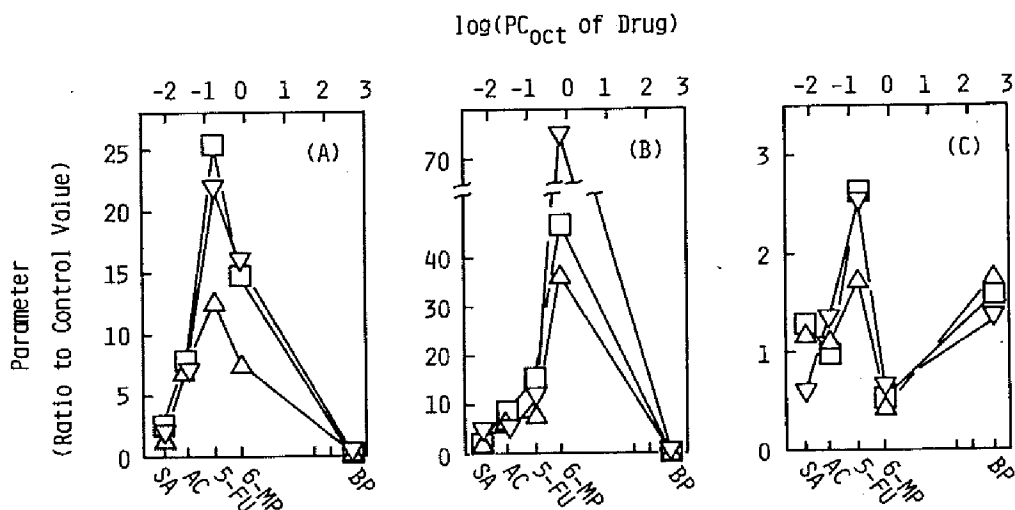 log(PCoct of Drug)
-2 -1 0 1 2 3
-2 -1 0 1 2 3
-2 -1 0 1 2 3
Parameter
(Ratio to Control Value)
(A)
25
20
15
10
5
0
SA AC 5-FU 6-MP BP
(B)
70
40
30
20
10
0
SA AC 5-FU 6-MP BP
(C)
3
2
1
0
SA AC 5-FU 6-MP BP